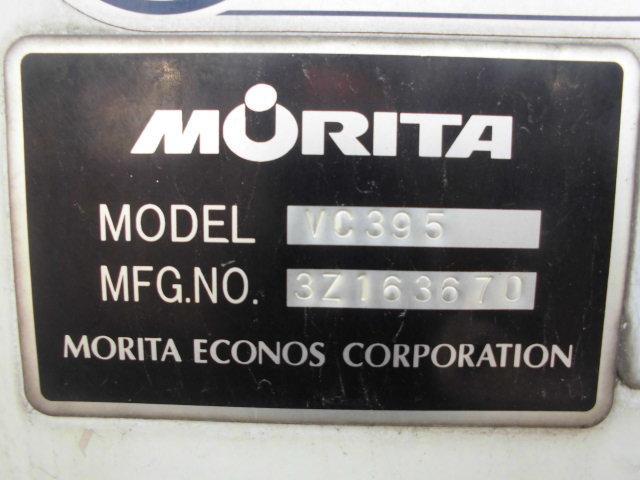 MORITA
MODEL VC395
MFG.NO. 3Z163670
MORITA ECONOS CORPORATION